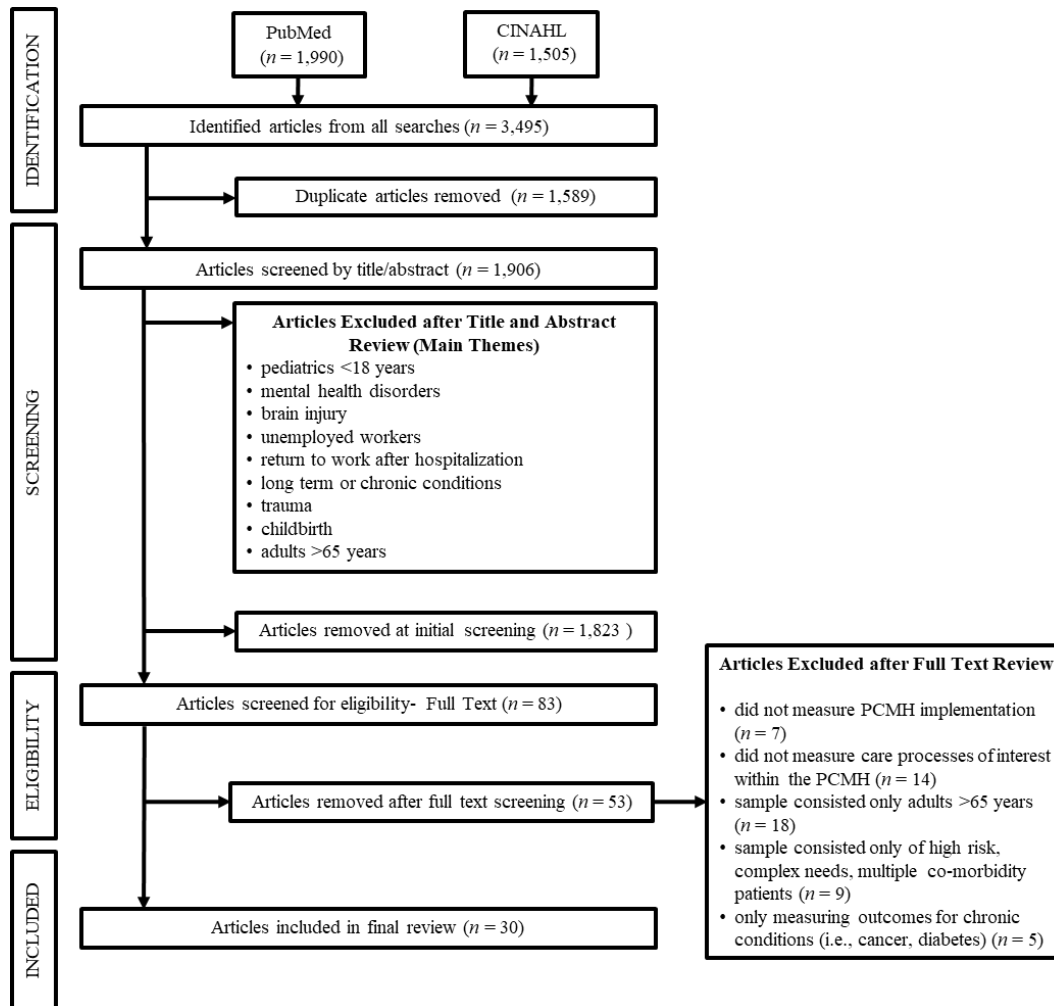 IDENTIFICATION
PubMed
(n = 1,990)
CINAHL
(n = 1,505)
Identified articles from all searches (n = 3,495)
Duplicate articles removed (n = 1,589)
SCREENING
Articles screened by title/abstract (n = 1,906)
Articles Excluded after Title and Abstract
Review (Main Themes)
• pediatrics <18 years
• mental health disorders
• brain injury
• unemployed workers
• return to work after hospitalization
• long term or chronic conditions
• trauma
• childbirth
• adults >65 years
Articles removed at initial screening (n = 1,823 )
ELIGIBILITY
Articles screened for eligibility- Full Text (n = 83)
Articles removed after full text screening (n = 53)
Articles Excluded after Full Text Review
• did not measure PCMH implementation
(n = 7)
• did not measure care processes of interest
within the PCMH (n = 14)
• sample consisted only adults >65 years
(n = 18)
• sample consisted only of high risk,
complex needs, multiple co-morbidity
patients (n = 9)
• only measuring outcomes for chronic
conditions (i.e., cancer, diabetes) (n = 5)
INCLUDED
Articles included in final review (n = 30)